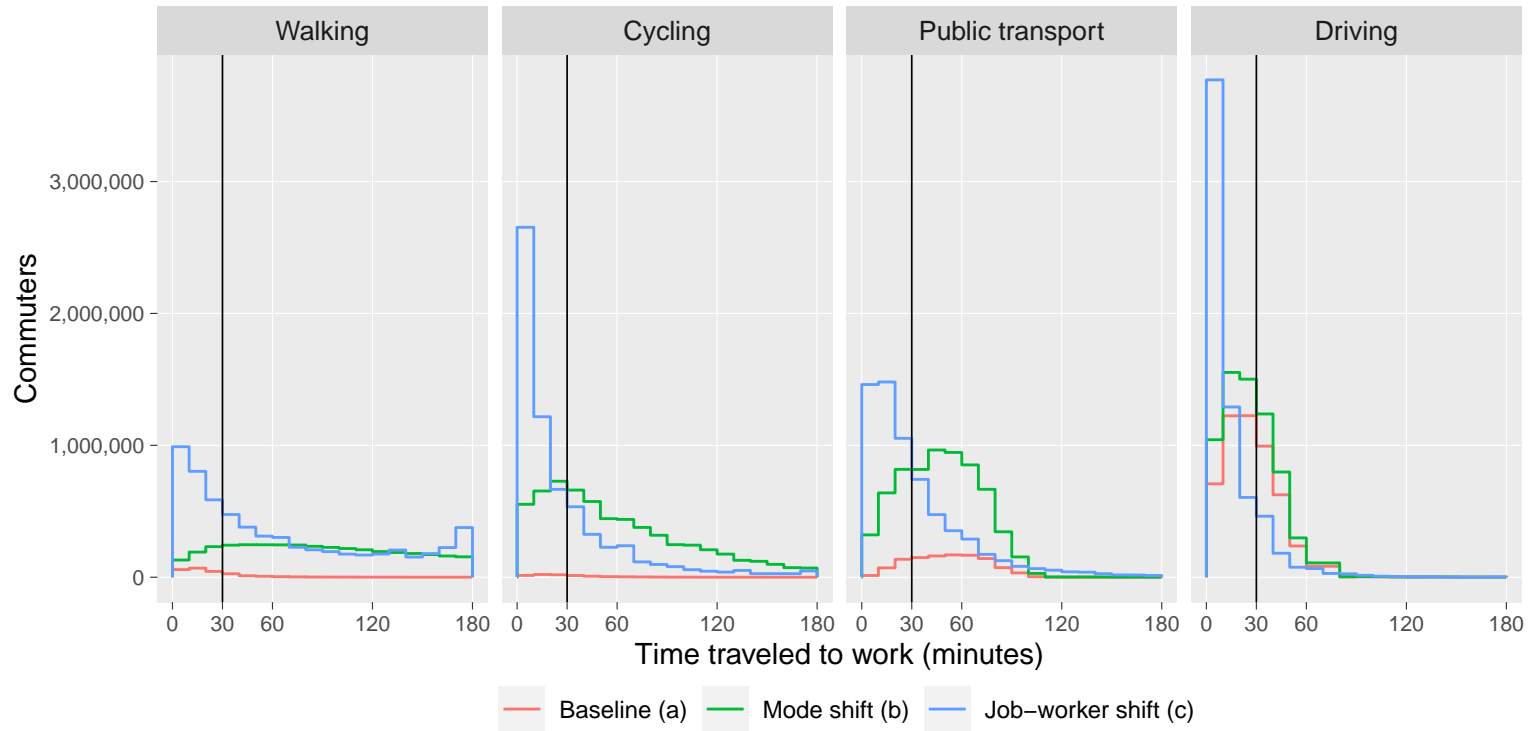 Walking Cycling Public transport Driving
Commuters
3,000,000
2,000,000
1,000,000
0
0 30 60 120 180 0 30 60 120 180 0 30 60 120 180 0 30 60 120 180
Time traveled to work (minutes)
Baseline (a) Mode shift (b) Job−worker shift (c)